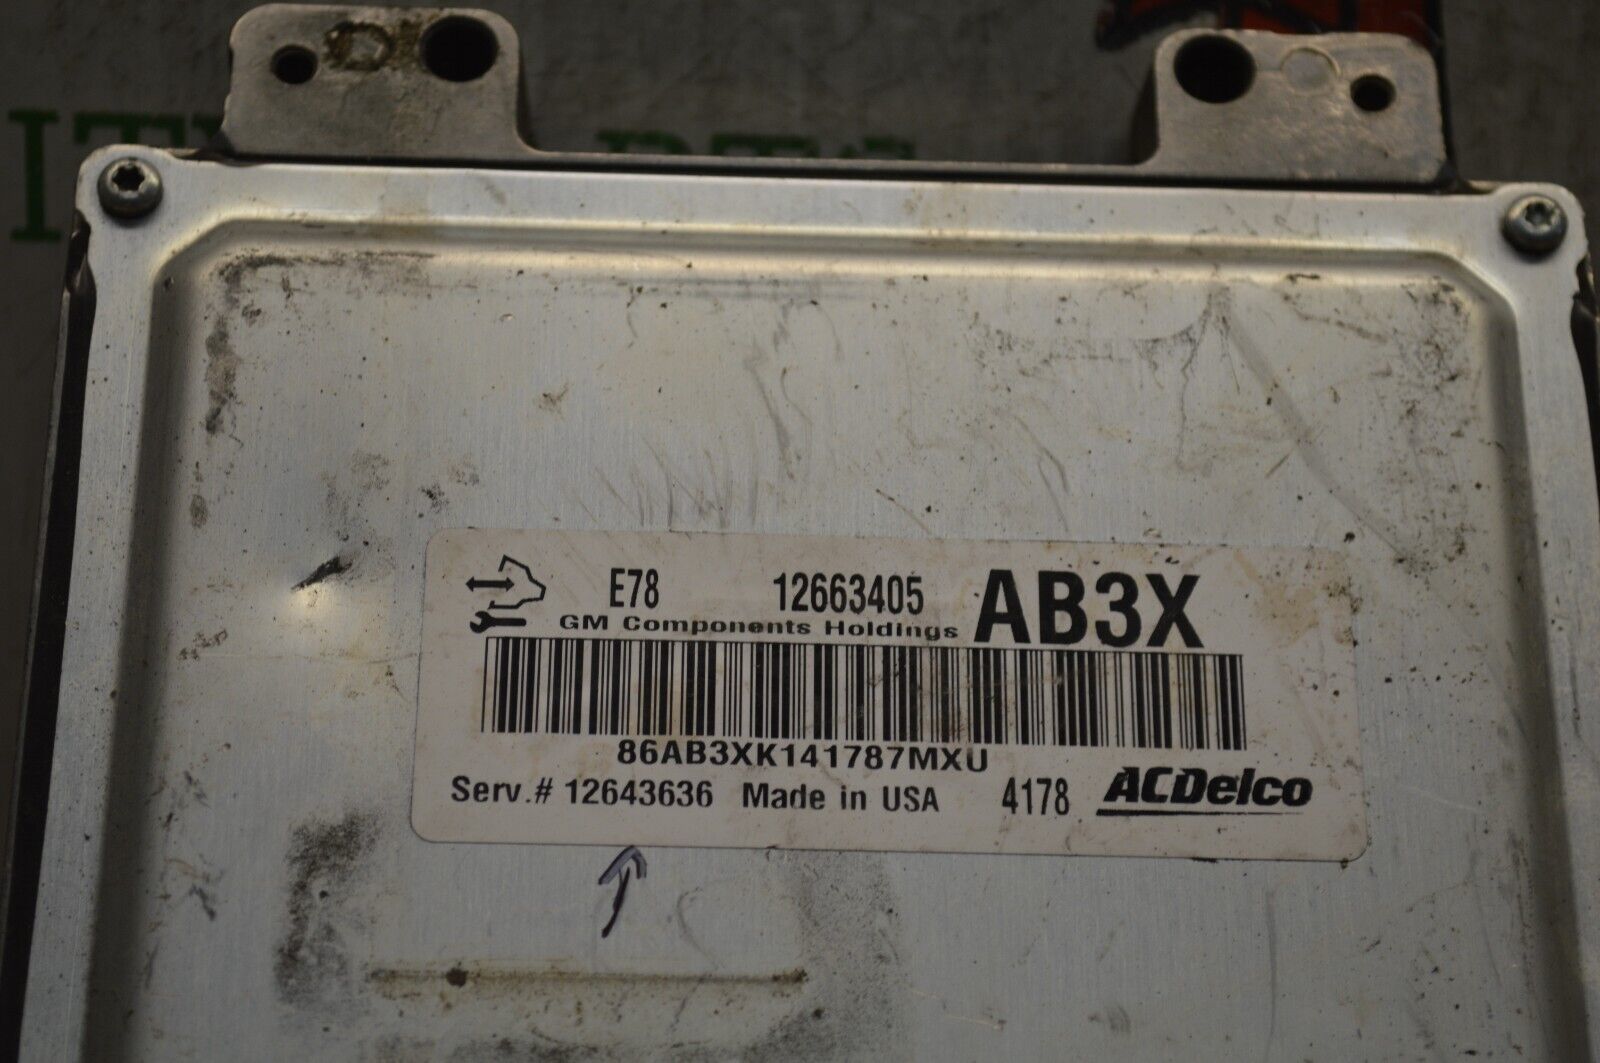 E78 12663405 AB3X
GM Components Holdings
86AB3XK141787MXU
Serv.# 12643636 Made in USA 4178 ACDelco